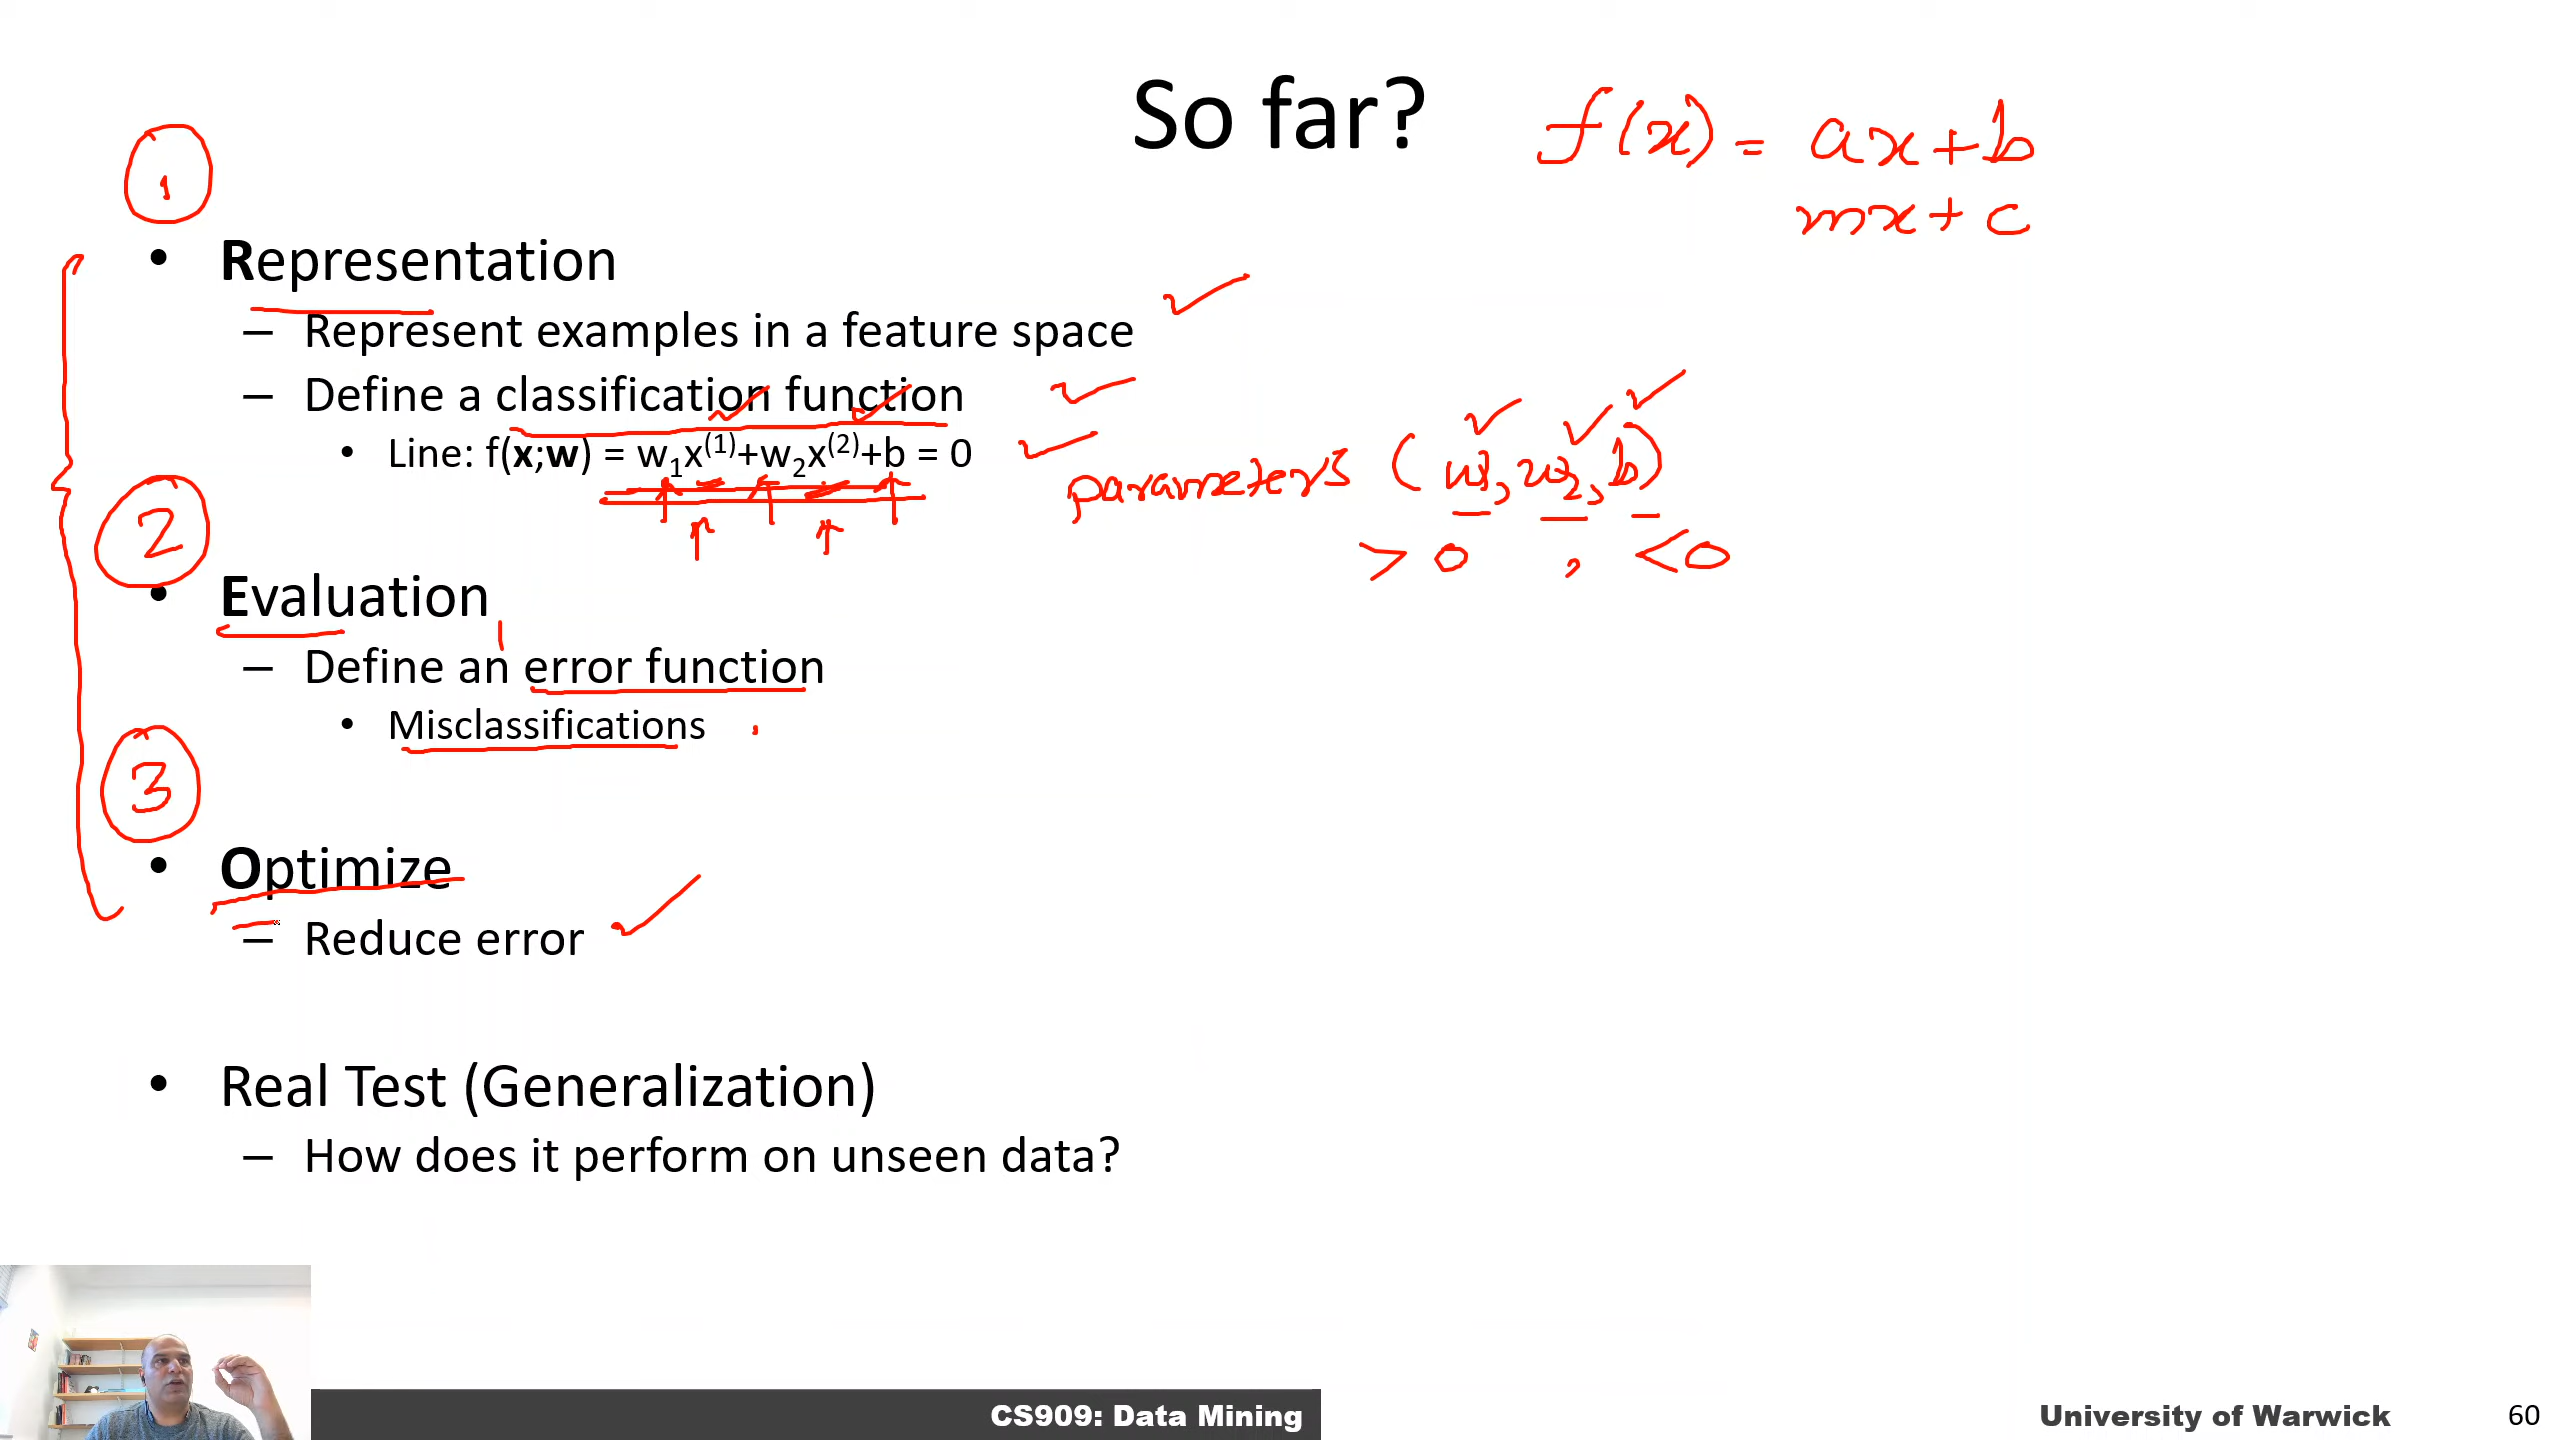 So far?
f(x) = ax+b
mx+c
1
• Representation
– Represent examples in a feature space
– Define a classification function
• Line: f(x;w) = w₁x⁽¹⁾+w₂x⁽²⁾+b = 0
parameters (w1, w2, b)
>0 , <0
2
• Evaluation
– Define an error function
• Misclassifications
3
• Optimize
– Reduce error
• Real Test (Generalization)
– How does it perform on unseen data?
CS909: Data Mining
University of Warwick
60